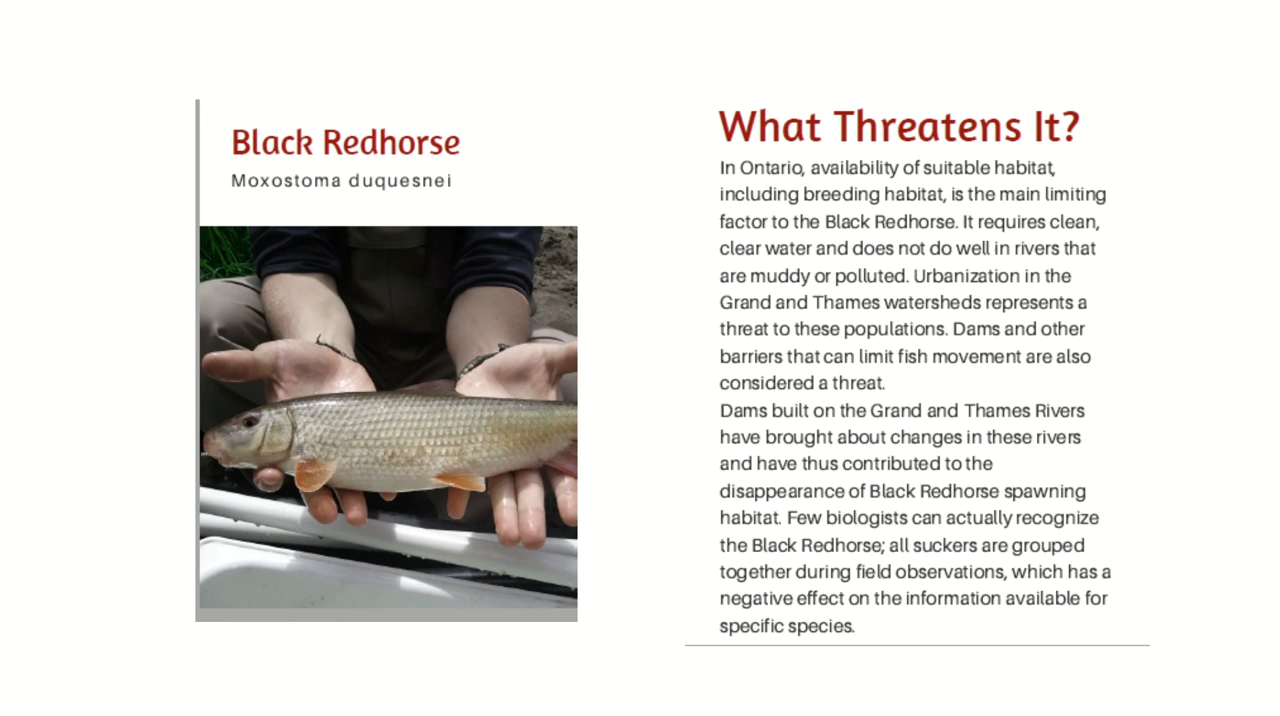 Black Redhorse
Moxostoma duquesnei
What Threatens It?
In Ontario, availability of suitable habitat,
including breeding habitat, is the main limiting
factor to the Black Redhorse. It requires clean,
clear water and does not do well in rivers that
are muddy or polluted. Urbanization in the
Grand and Thames watersheds represents a
threat to these populations. Dams and other
barriers that can limit fish movement are also
considered a threat.
Dams built on the Grand and Thames Rivers
have brought about changes in these rivers
and have thus contributed to the
disappearance of Black Redhorse spawning
habitat. Few biologists can actually recognize
the Black Redhorse; all suckers are grouped
together during field observations, which has a
negative effect on the information available for
specific species.